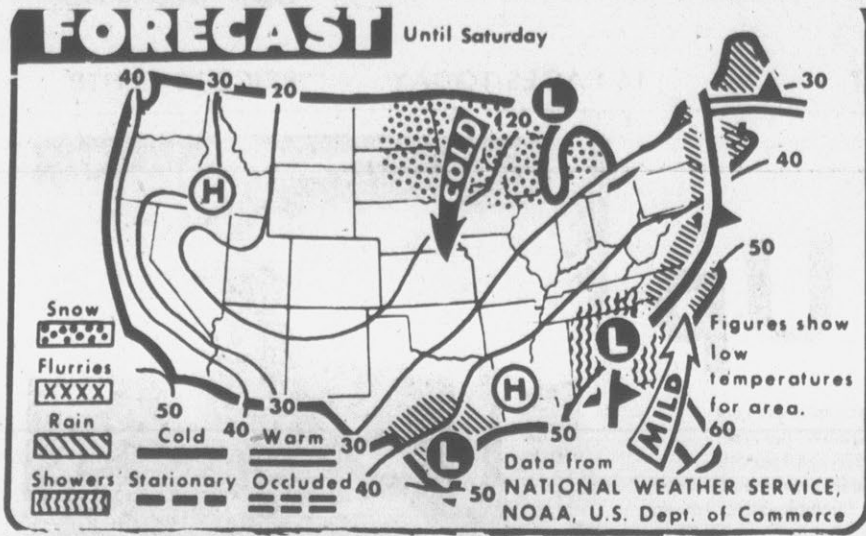 FORECAST Until Saturday
40 30 20
L
30
COLD
20
40
H
50
Snow
Flurries
XXXX
Rain
Showers
50
Cold
40
30
Warm
Stationary
Occluded
30
40
L
50
H
50
L
MILD
60
Figures show
low
temperatures
for area.
Data from
NATIONAL WEATHER SERVICE,
NOAA, U.S. Dept. of Commerce